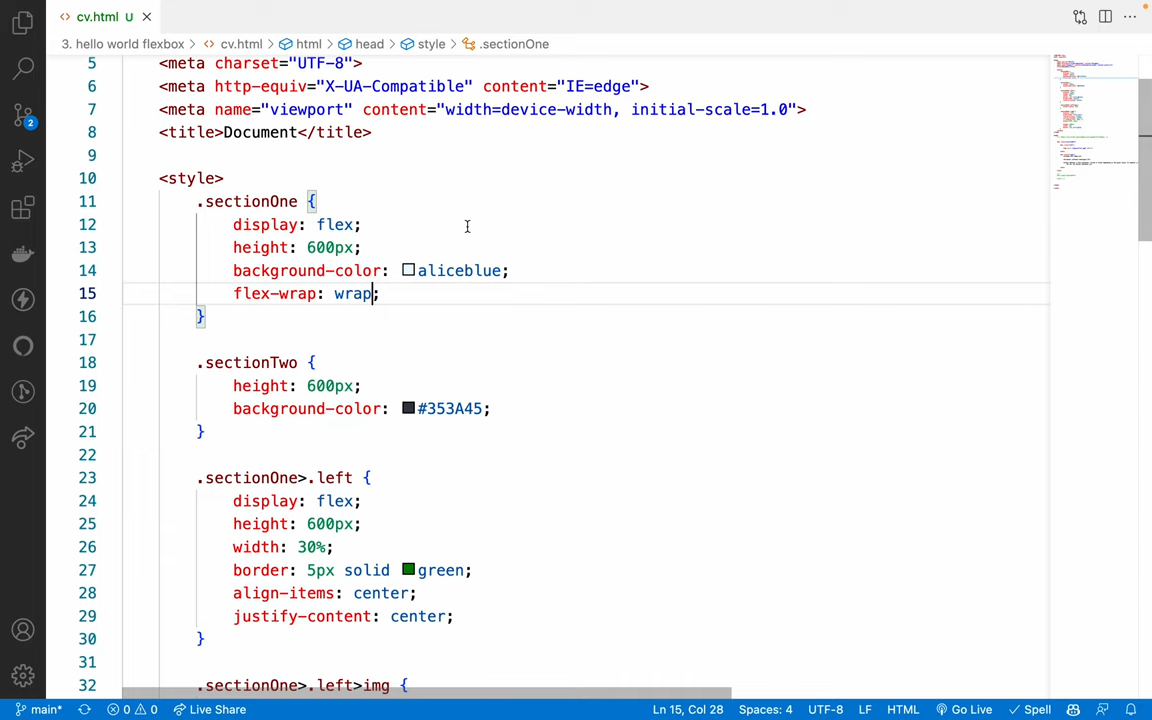 cv.html U
3. hello world flexbox > cv.html > html > head > style > .sectionOne
5 <meta charset="UTF-8">
6 <meta http-equiv="X-UA-Compatible" content="IE=edge">
7 <meta name="viewport" content="width=device-width, initial-scale=1.0">
8 <title>Document</title>
9
10 <style>
11 .sectionOne {
12 display: flex;
13 height: 600px;
14 background-color: aliceblue;
15 flex-wrap: wrap;
16 }
17
18 .sectionTwo {
19 height: 600px;
20 background-color: #353A45;
21 }
22
23 .sectionOne>.left {
24 display: flex;
25 height: 600px;
26 width: 30%;
27 border: 5px solid green;
28 align-items: center;
29 justify-content: center;
30 }
31
32 .sectionOne>.left>img {
2
main* 0 0 Live Share Ln 15, Col 28 Spaces: 4 UTF-8 LF HTML Go Live Spell